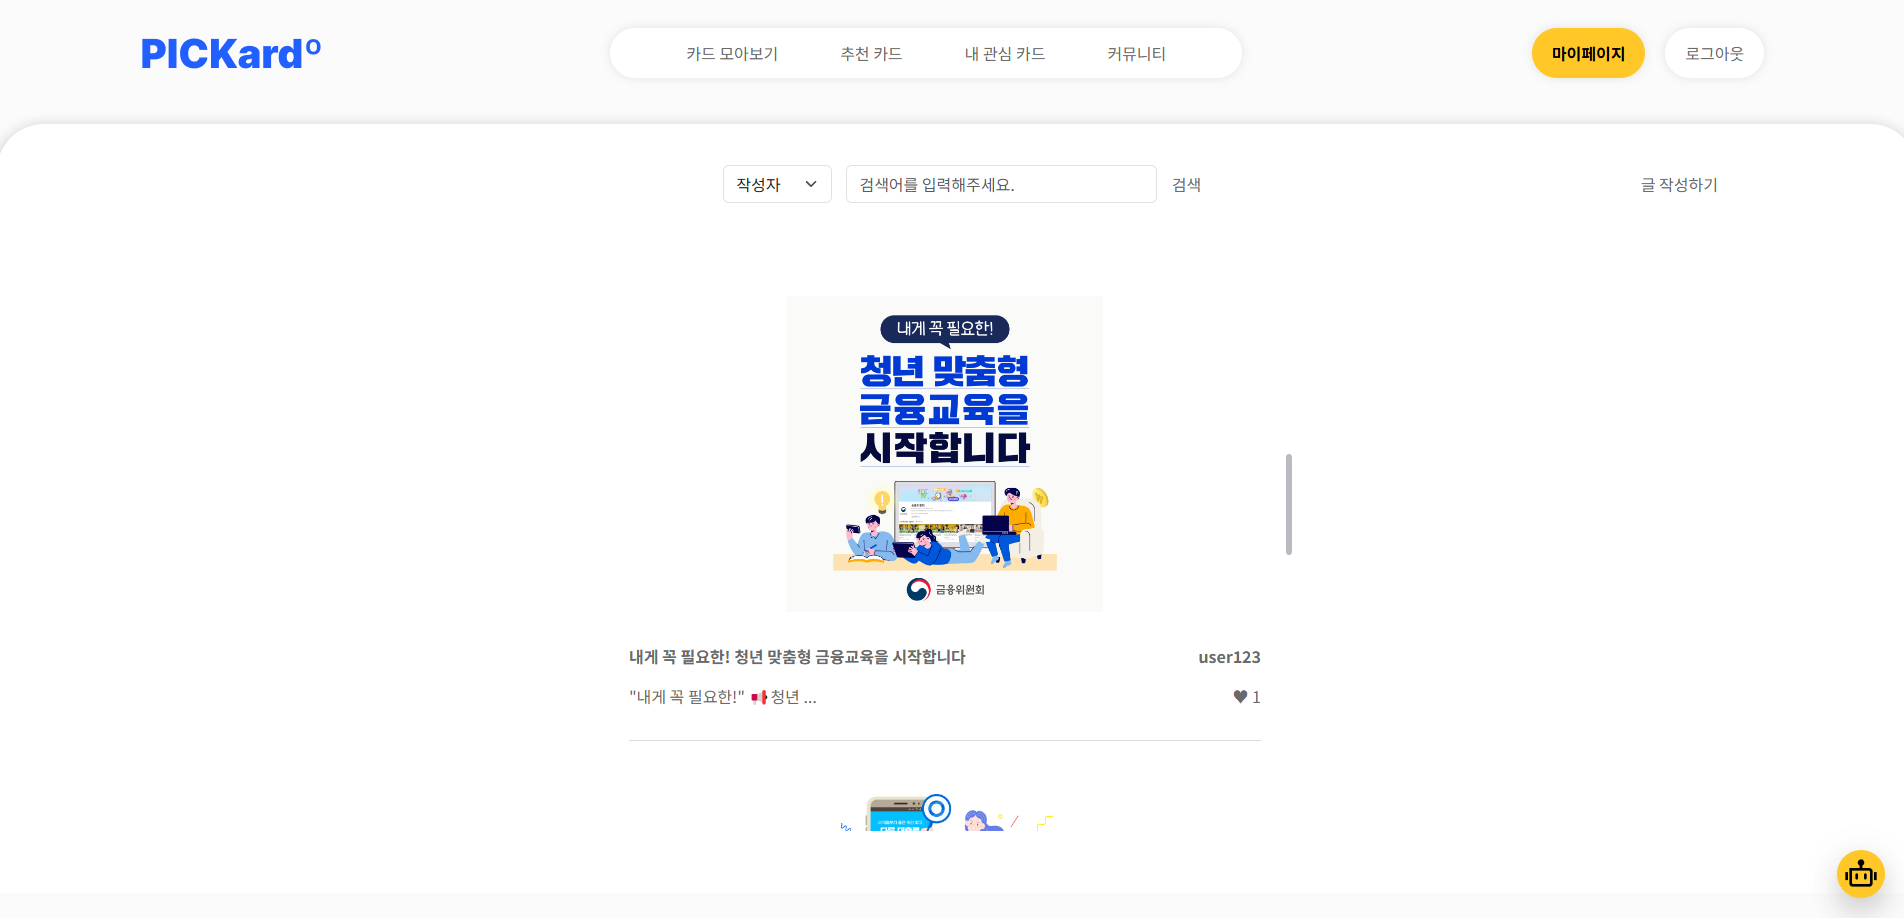 PICKardº
카드 모아보기
추천 카드
내 관심 카드
커뮤니티
마이페이지
로그아웃
작성자
검색어를 입력해주세요.
검색
글 작성하기
내게 꼭 필요한!
청년 맞춤형
금융교육을
시작합니다
금융위원회
내게 꼭 필요한! 청년 맞춤형 금융교육을 시작합니다
user123
"내게 꼭 필요한!" 📢청년 ...
♥ 1